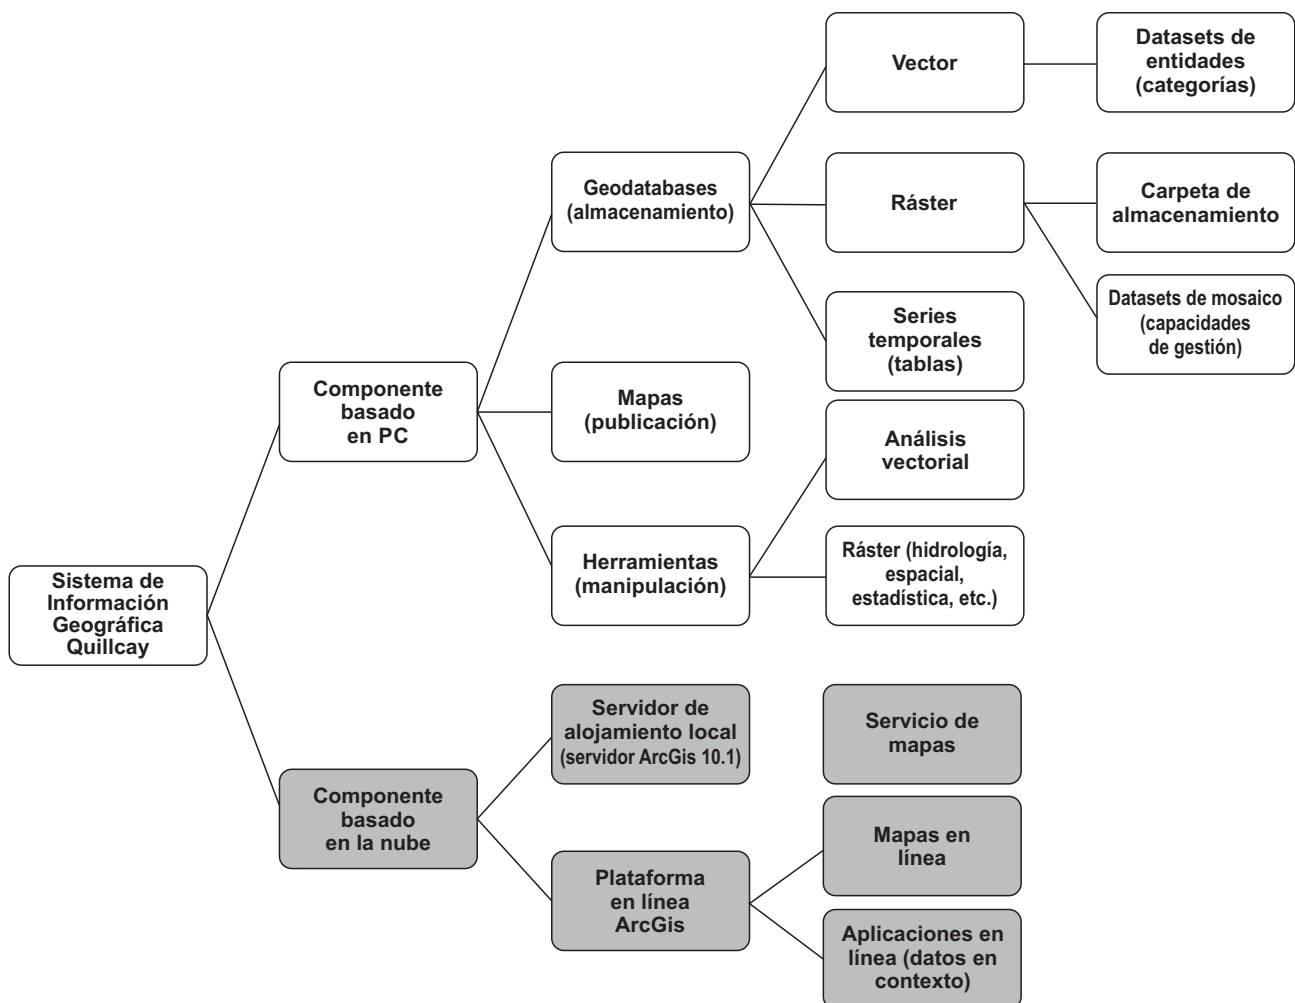 Vector
Datasets de
entidades
(categorías)
Geodatabases
(almacenamiento)
Ráster
Carpeta de
almacenamiento
Series
temporales
(tablas)
Datasets de mosaico
(capacidades
de gestión)
Componente
basado
en PC
Mapas
(publicación)
Análisis
vectorial
Herramientas
(manipulación)
Ráster (hidrología,
espacial,
estadística, etc.)
Sistema de
Información
Geográfica
Quillcay
Servidor de
alojamiento local
(servidor ArcGis 10.1)
Servicio de
mapas
Componente
basado
en la nube
Plataforma
en línea
ArcGis
Mapas en
línea
Aplicaciones en
línea (datos en
contexto)